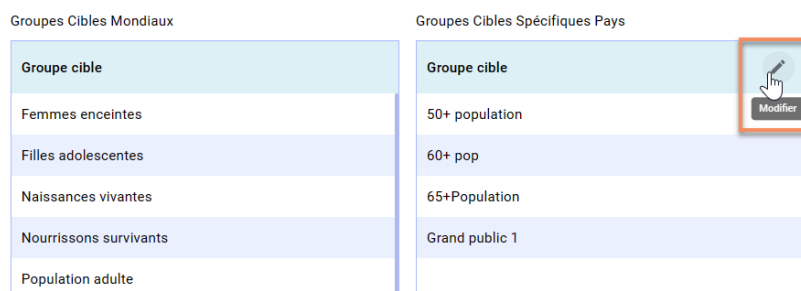 Groupes Cibles Mondiaux
Groupe cible
Femmes enceintes
Filles adolescentes
Naissances vivantes
Nourrissons survivants
Population adulte
Groupes Cibles Spécifiques Pays
Groupe cible
Modifier
50+ population
60+ pop
65+Population
Grand public 1